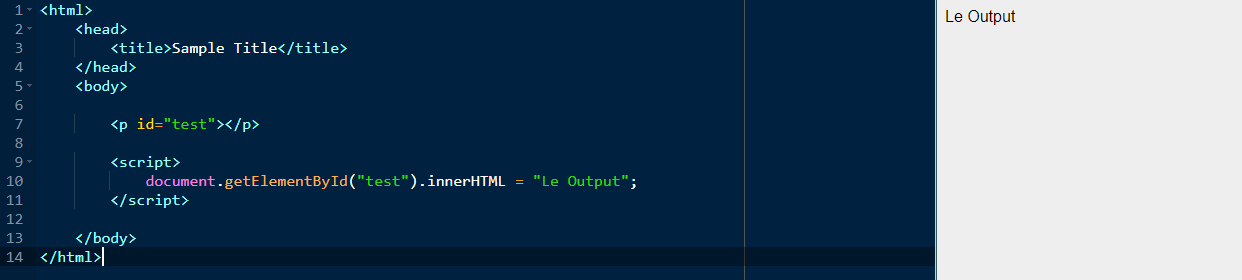 1 <html>
2     <head>
3         <title>Sample Title</title>
4     </head>
5     <body>
6
7         <p id="test"></p>
8
9         <script>
10             document.getElementById("test").innerHTML = "Le Output";
11         </script>
12
13     </body>
14 </html>
Le Output